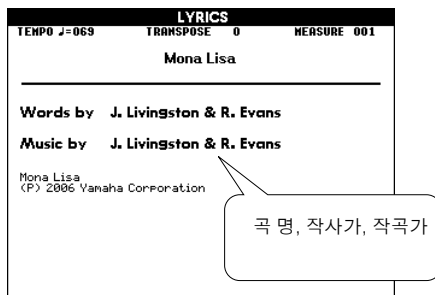 LYRICS
TEMPO ♩=069 TRANSPOSE 0 MEASURE 001
Mona Lisa
Words by J. Livingston & R. Evans
Music by J. Livingston & R. Evans
Mona Lisa
(P) 2006 Yamaha Corporation
곡 명, 작사가, 작곡가